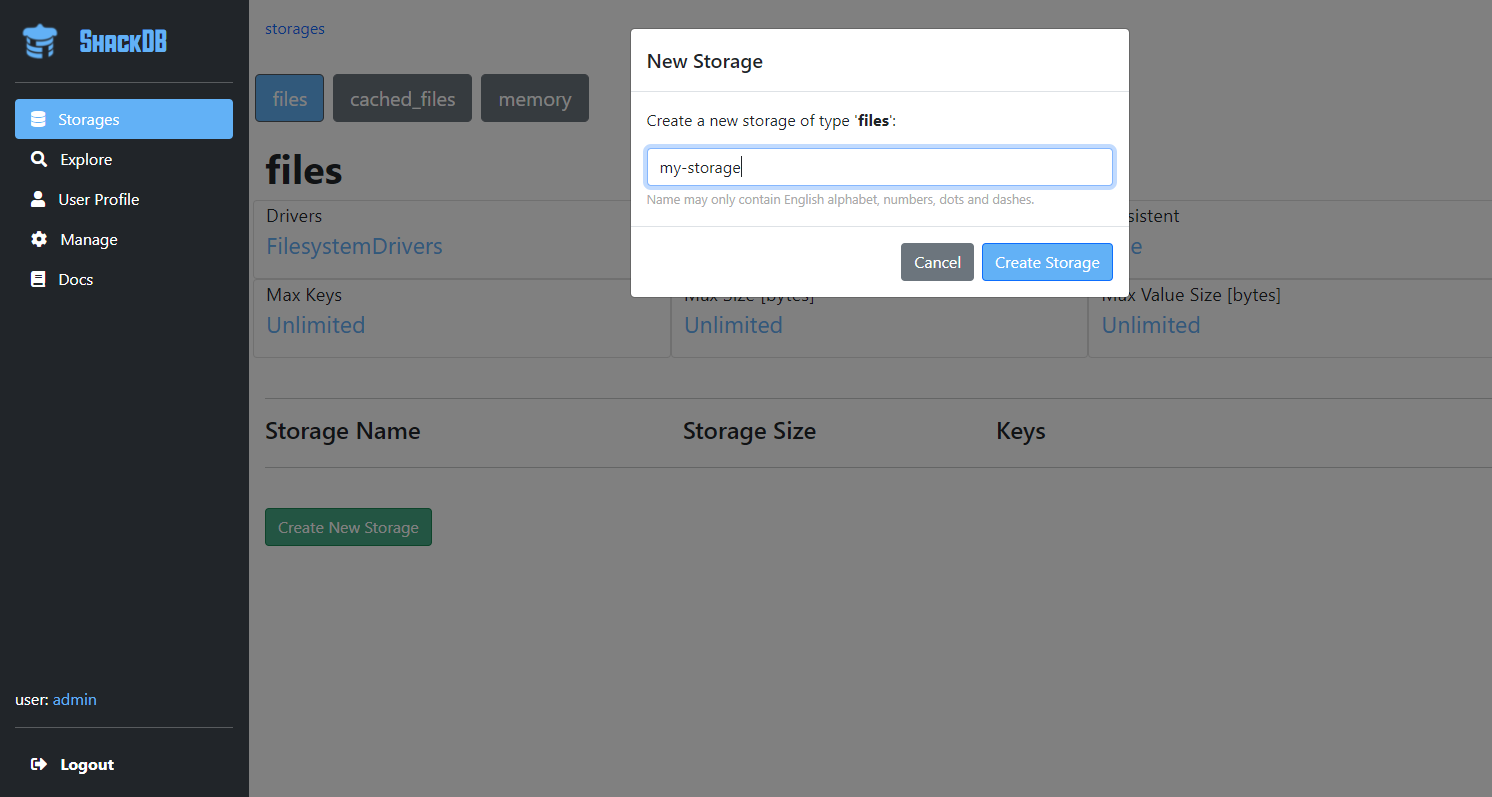 ShackDB
Storages
Explore
User Profile
Manage
Docs
user: admin
Logout
storages
files cached_files memory
files
Drivers
FilesystemDrivers
Max Keys
Unlimited
Max Size [bytes]
Unlimited
Max Value Size [bytes]
Unlimited
Storage Name Storage Size Keys
Create New Storage
New Storage
Create a new storage of type 'files':
my-storage
Name may only contain English alphabet, numbers, dots and dashes.
Cancel Create Storage